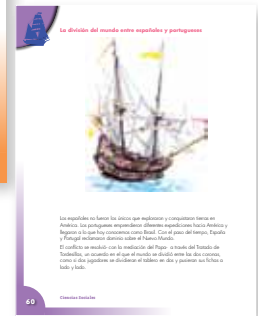 La división del mundo entre españoles y portugueses
Los españoles no fueron los únicos que exploraron y conquistaron tierras en
América. Los portugueses emprendieron diferentes expediciones hacia América y
llegaron a lo que hoy conocemos como Brasil. Con el paso del tiempo, España
y Portugal reclamaron dominio sobre el Nuevo Mundo.
El conflicto se resolvió con la mediación del Papa a través del Tratado de
Tordesillas, un acuerdo en el que el mundo se dividió entre las dos coronas,
como si dos jugadores se dividieran el tablero en dos y pusieran sus fichas a
lado y lado.
60
Ciencias Sociales